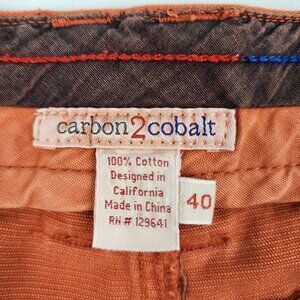 carbon2cobalt
100% Cotton
Designed in
California
Made in China
RN# 129641
40